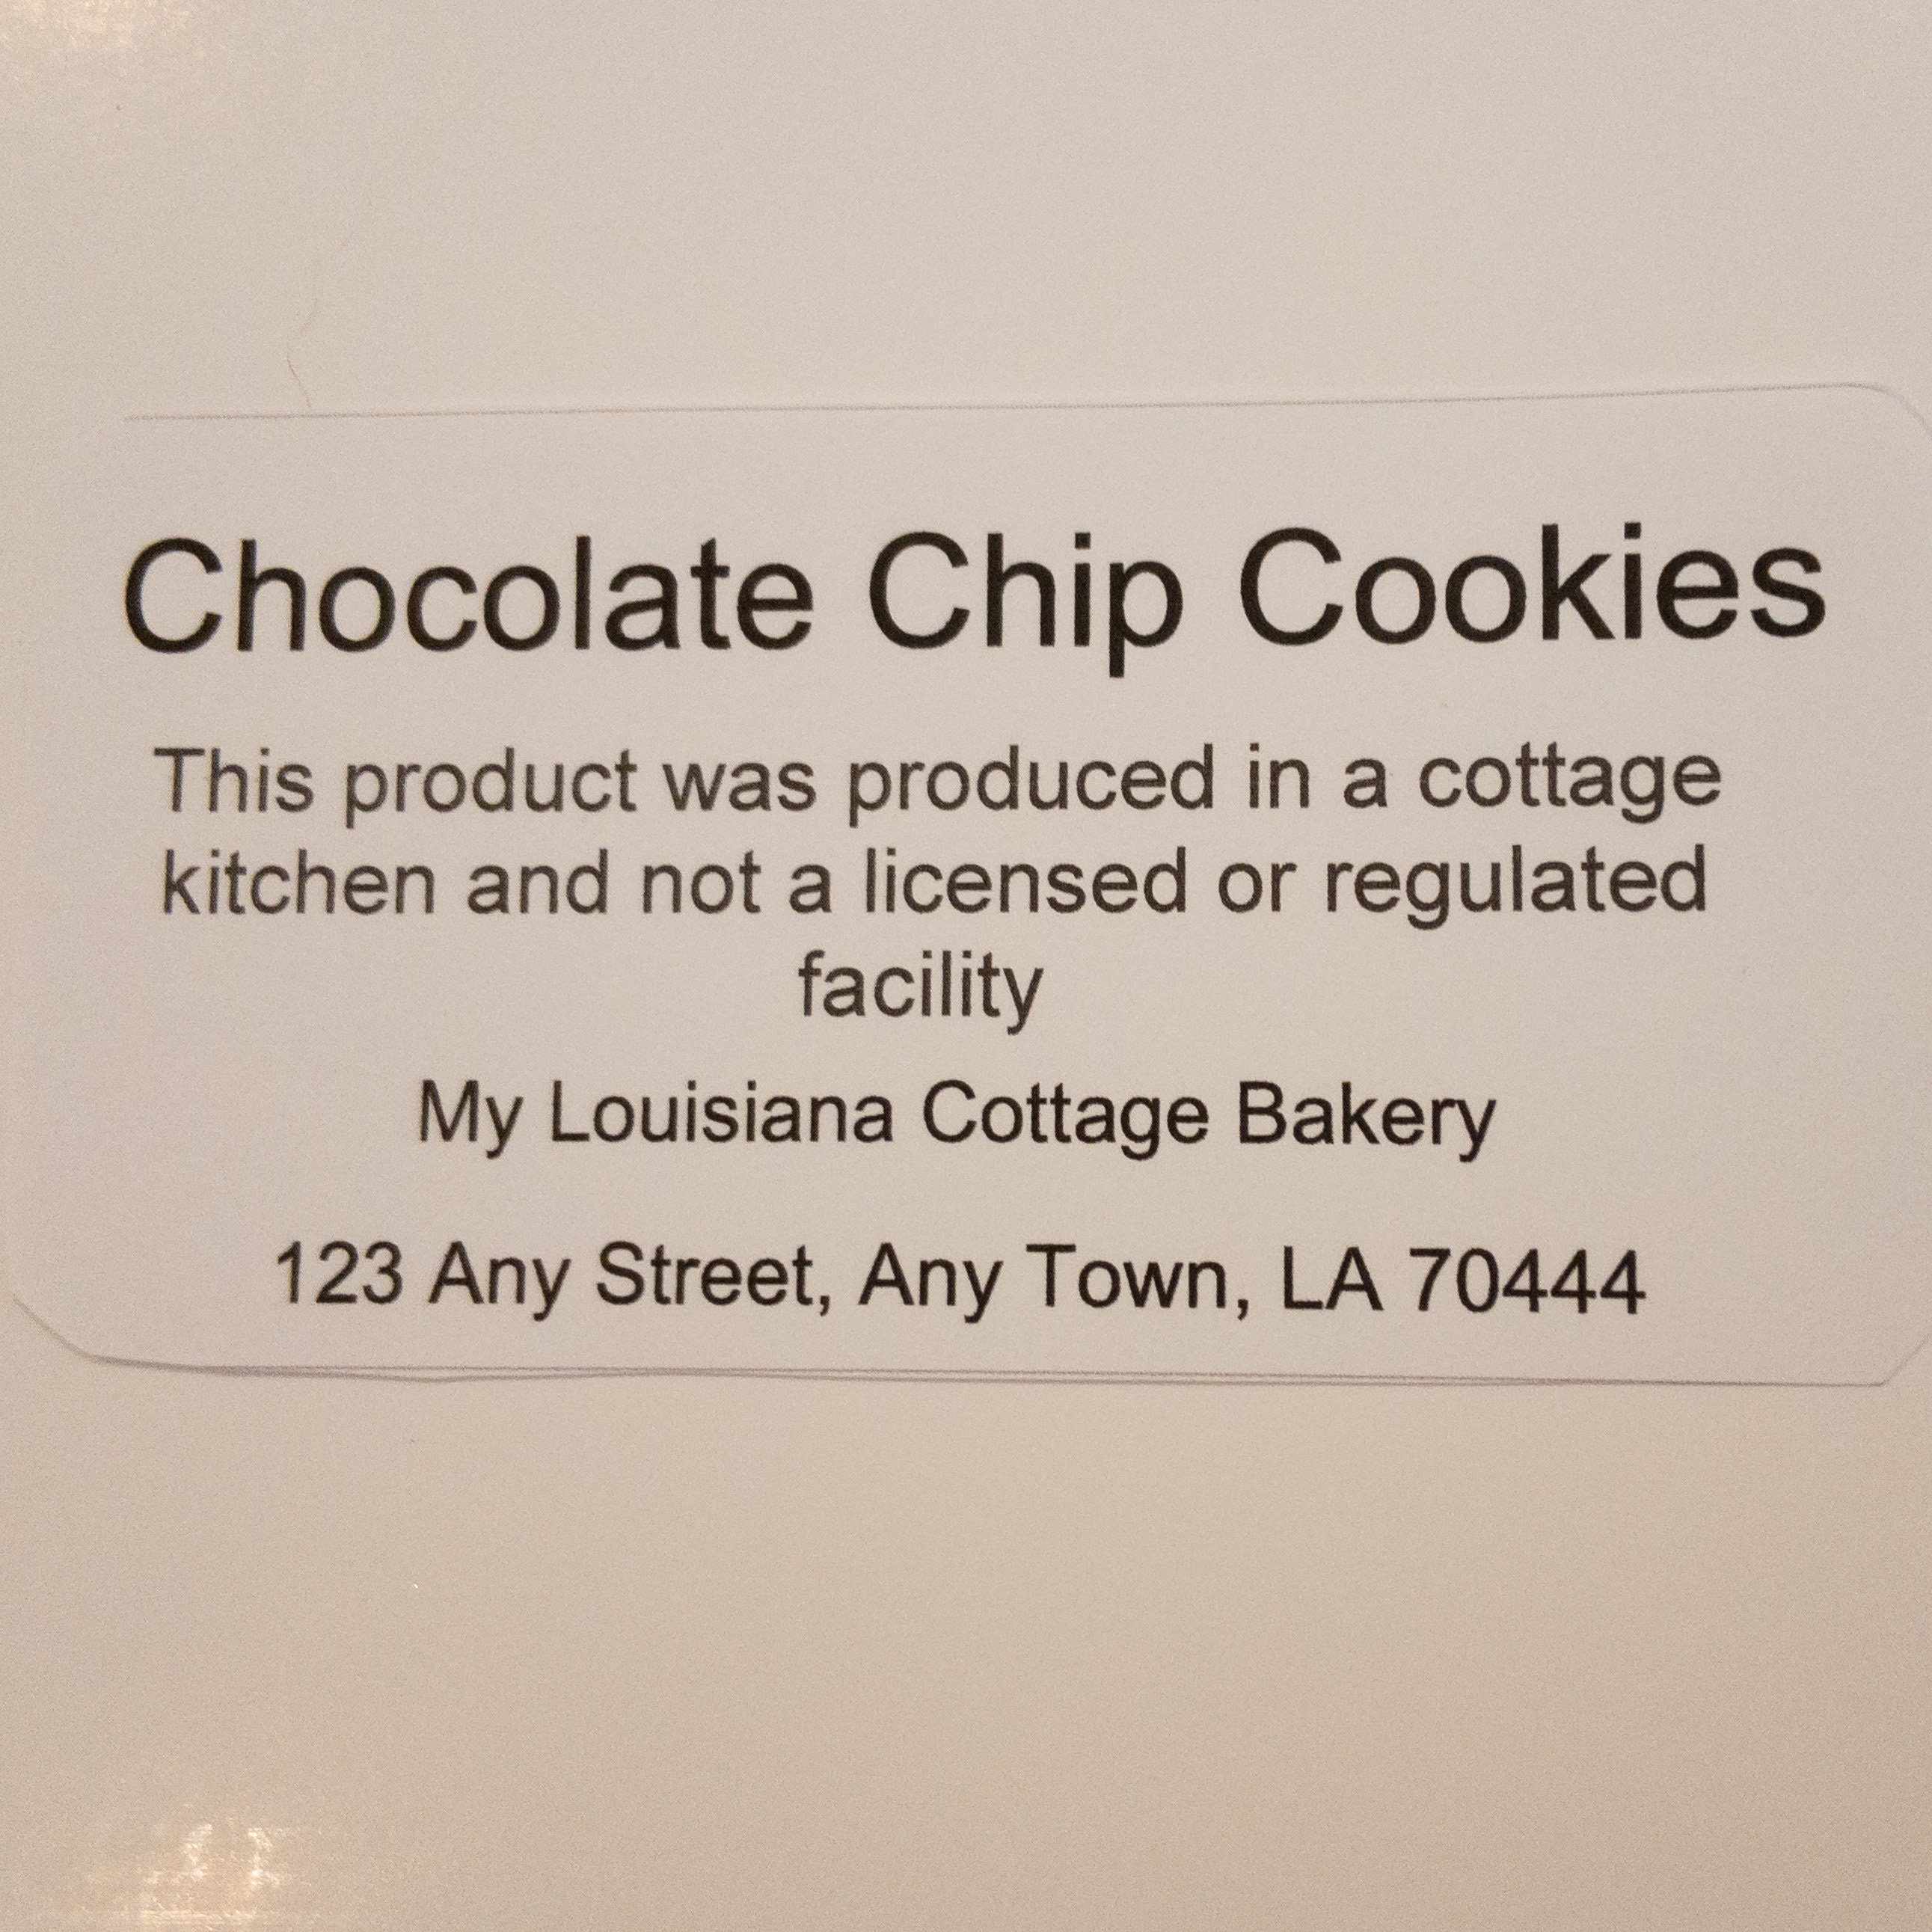 Chocolate Chip Cookies
This product was produced in a cottage
kitchen and not a licensed or regulated
facility
My Louisiana Cottage Bakery
123 Any Street, Any Town, LA 70444